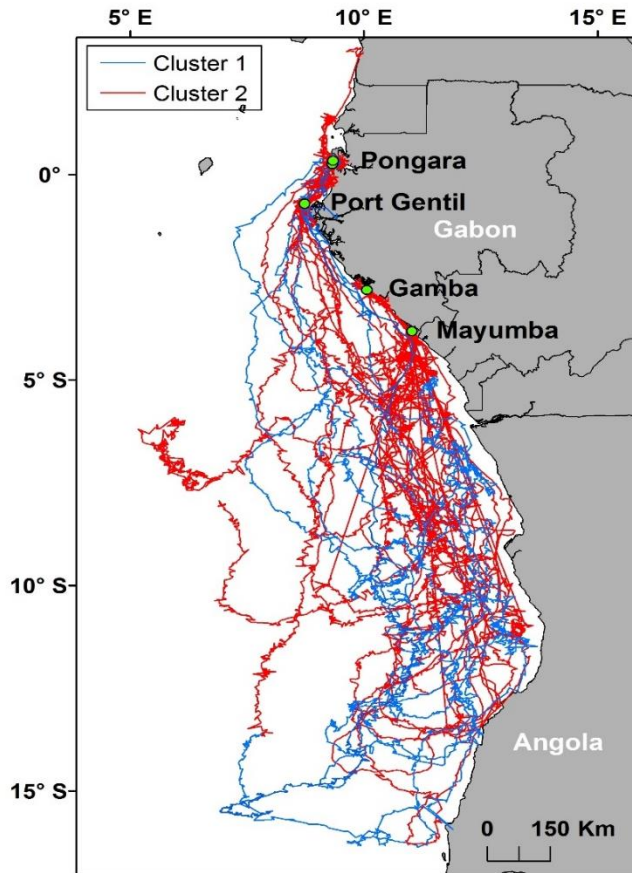 5° E 10° E 15° E
Cluster 1
Cluster 2
0°
Pongara
Port Gentil
Gabon
Gamba
Mayumba
5° S
10° S
Angola
15° S
0 150 Km